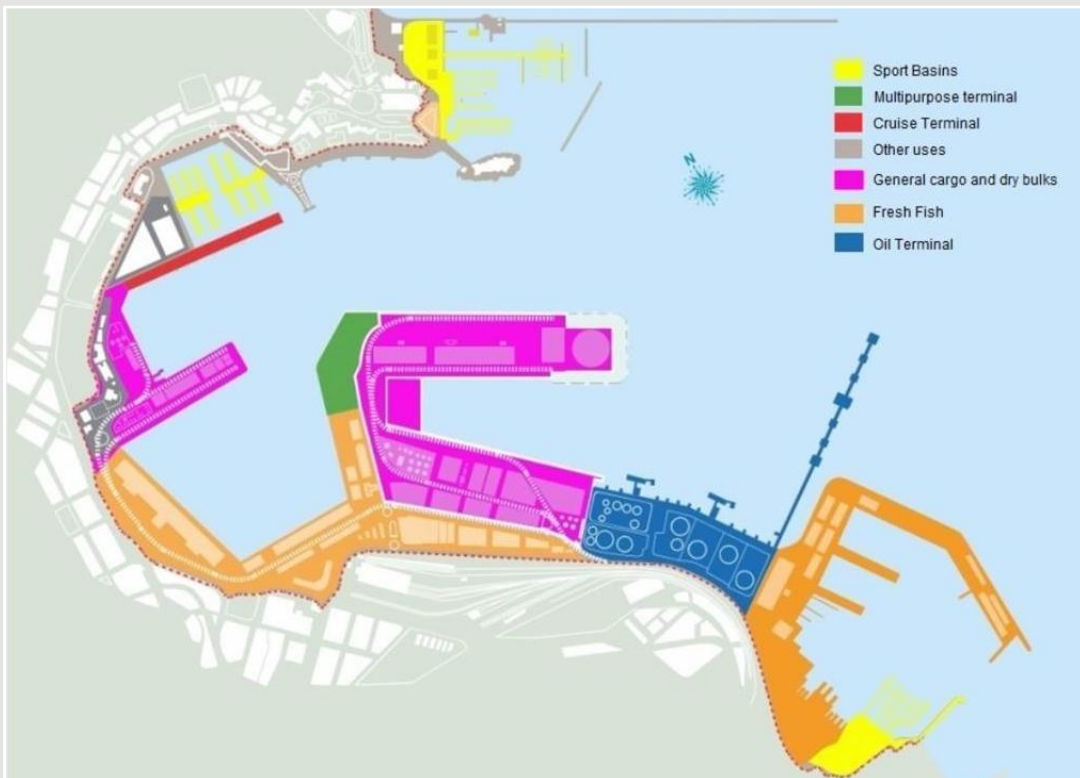 Sport Basins
Multipurpose terminal
Cruise Terminal
N
Other uses
General cargo and dry bulks
Fresh Fish
Oil Terminal